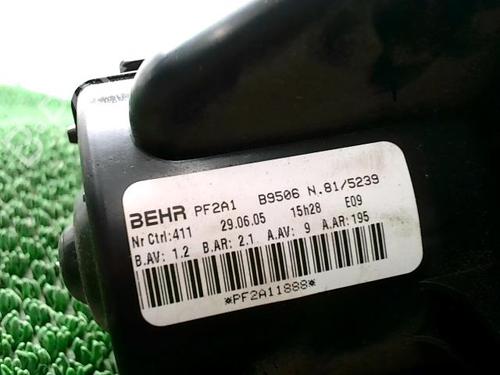 BEHR PF2A1 B9506 N.81/5239
Nr Ctrl:411 29.06.05 15h28 E09
B.AV: 1.2 B.AR: 2.1 A.AV: 9 A.AR:195
*PF2A11888*